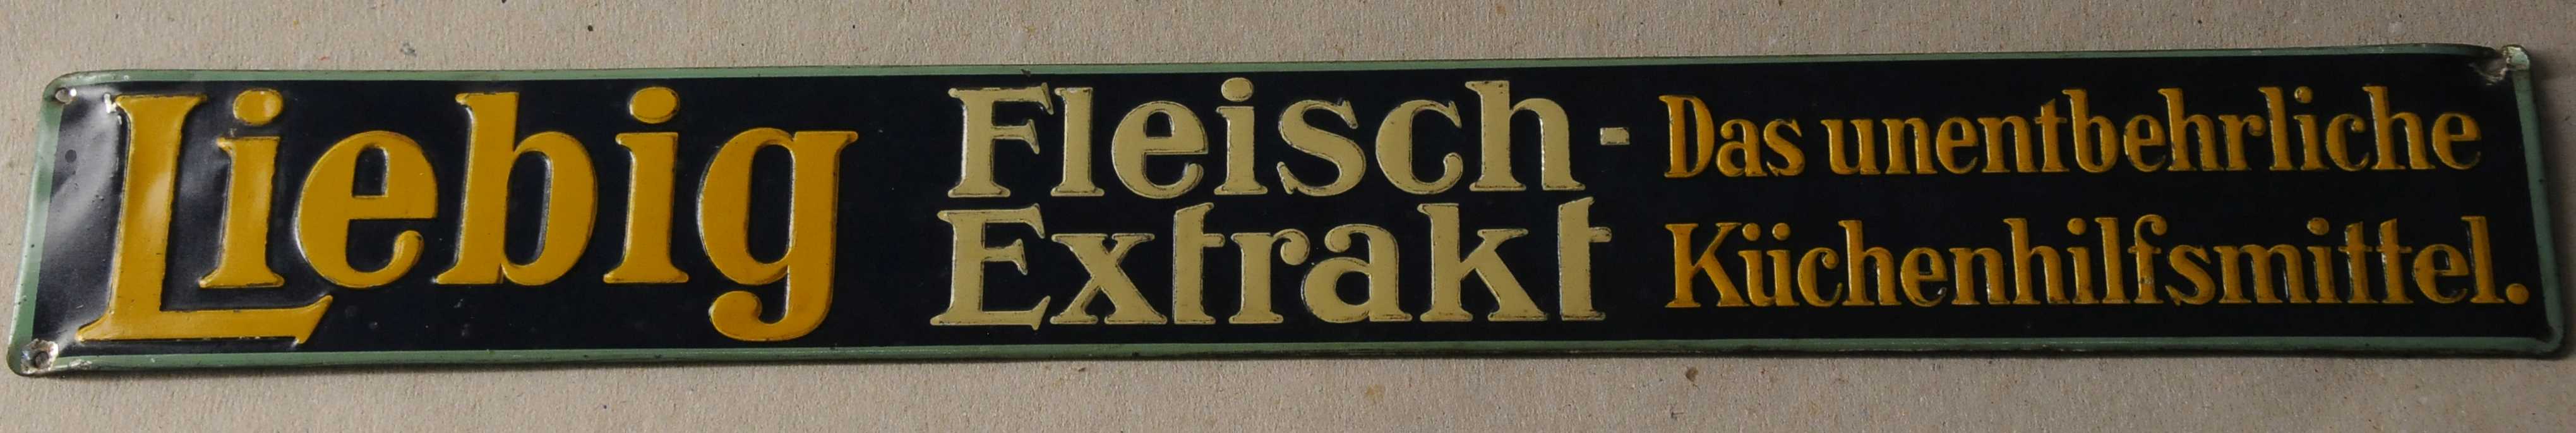 Liebig
Fleisch-
Extrakt
Das unentbehrliche
Küchenhilfsmittel.